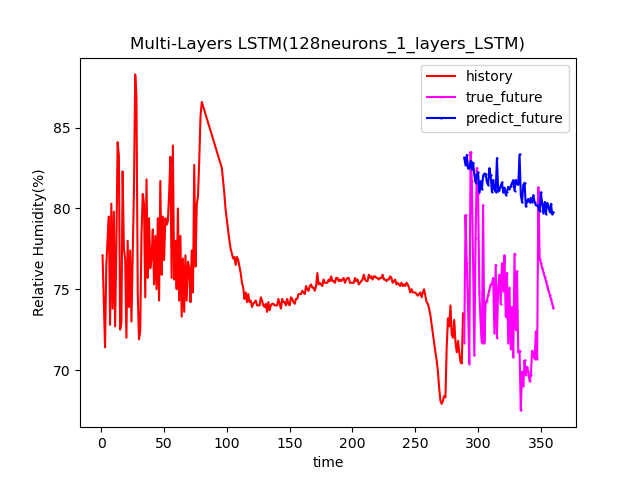 Multi-Layers LSTM(128neurons_1_layers_LSTM)
history
true_future
predict_future
Relative Humidity(%)
85
80
75
70
0
50
100
150
200
250
300
350
time